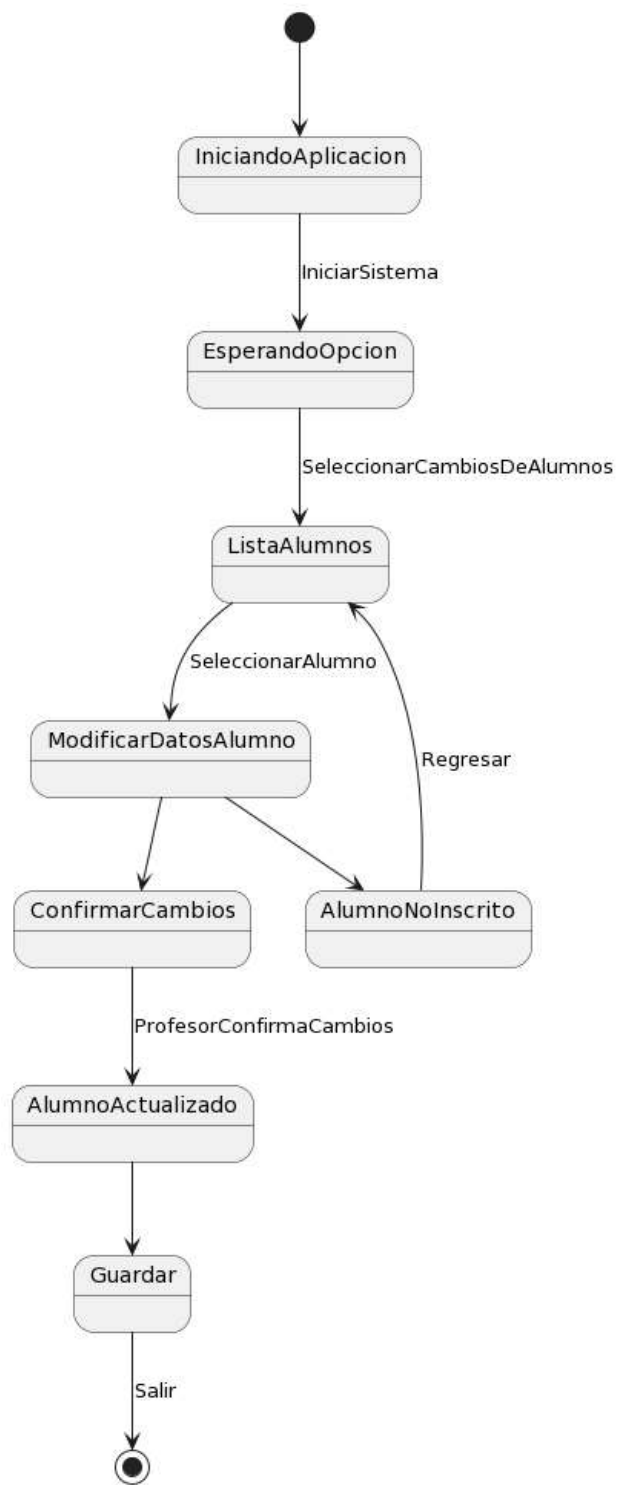 IniciandoAplicacion
IniciarSistema
EsperandoOpcion
SeleccionarCambiosDeAlumnos
ListaAlumnos
SeleccionarAlumno
ModificarDatosAlumno
Regresar
ConfirmarCambios
AlumnoNoInscrito
ProfesorConfirmaCambios
AlumnoActualizado
Guardar
Salir